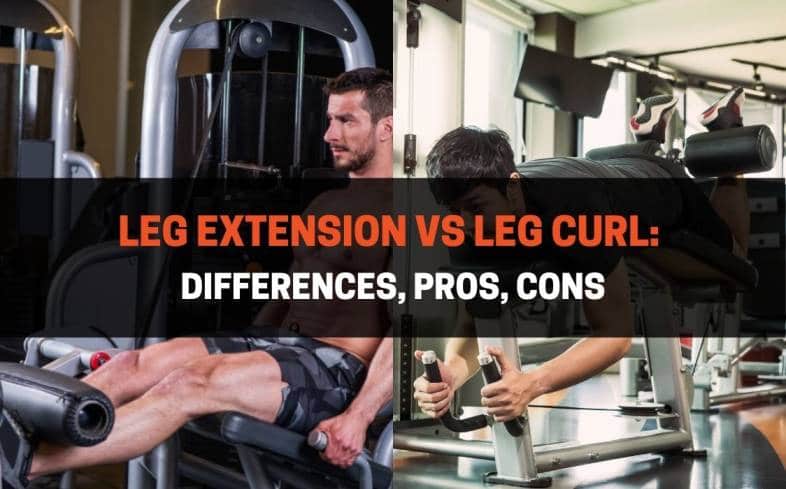 LEG EXTENSION VS LEG CURL:
DIFFERENCES, PROS, CONS